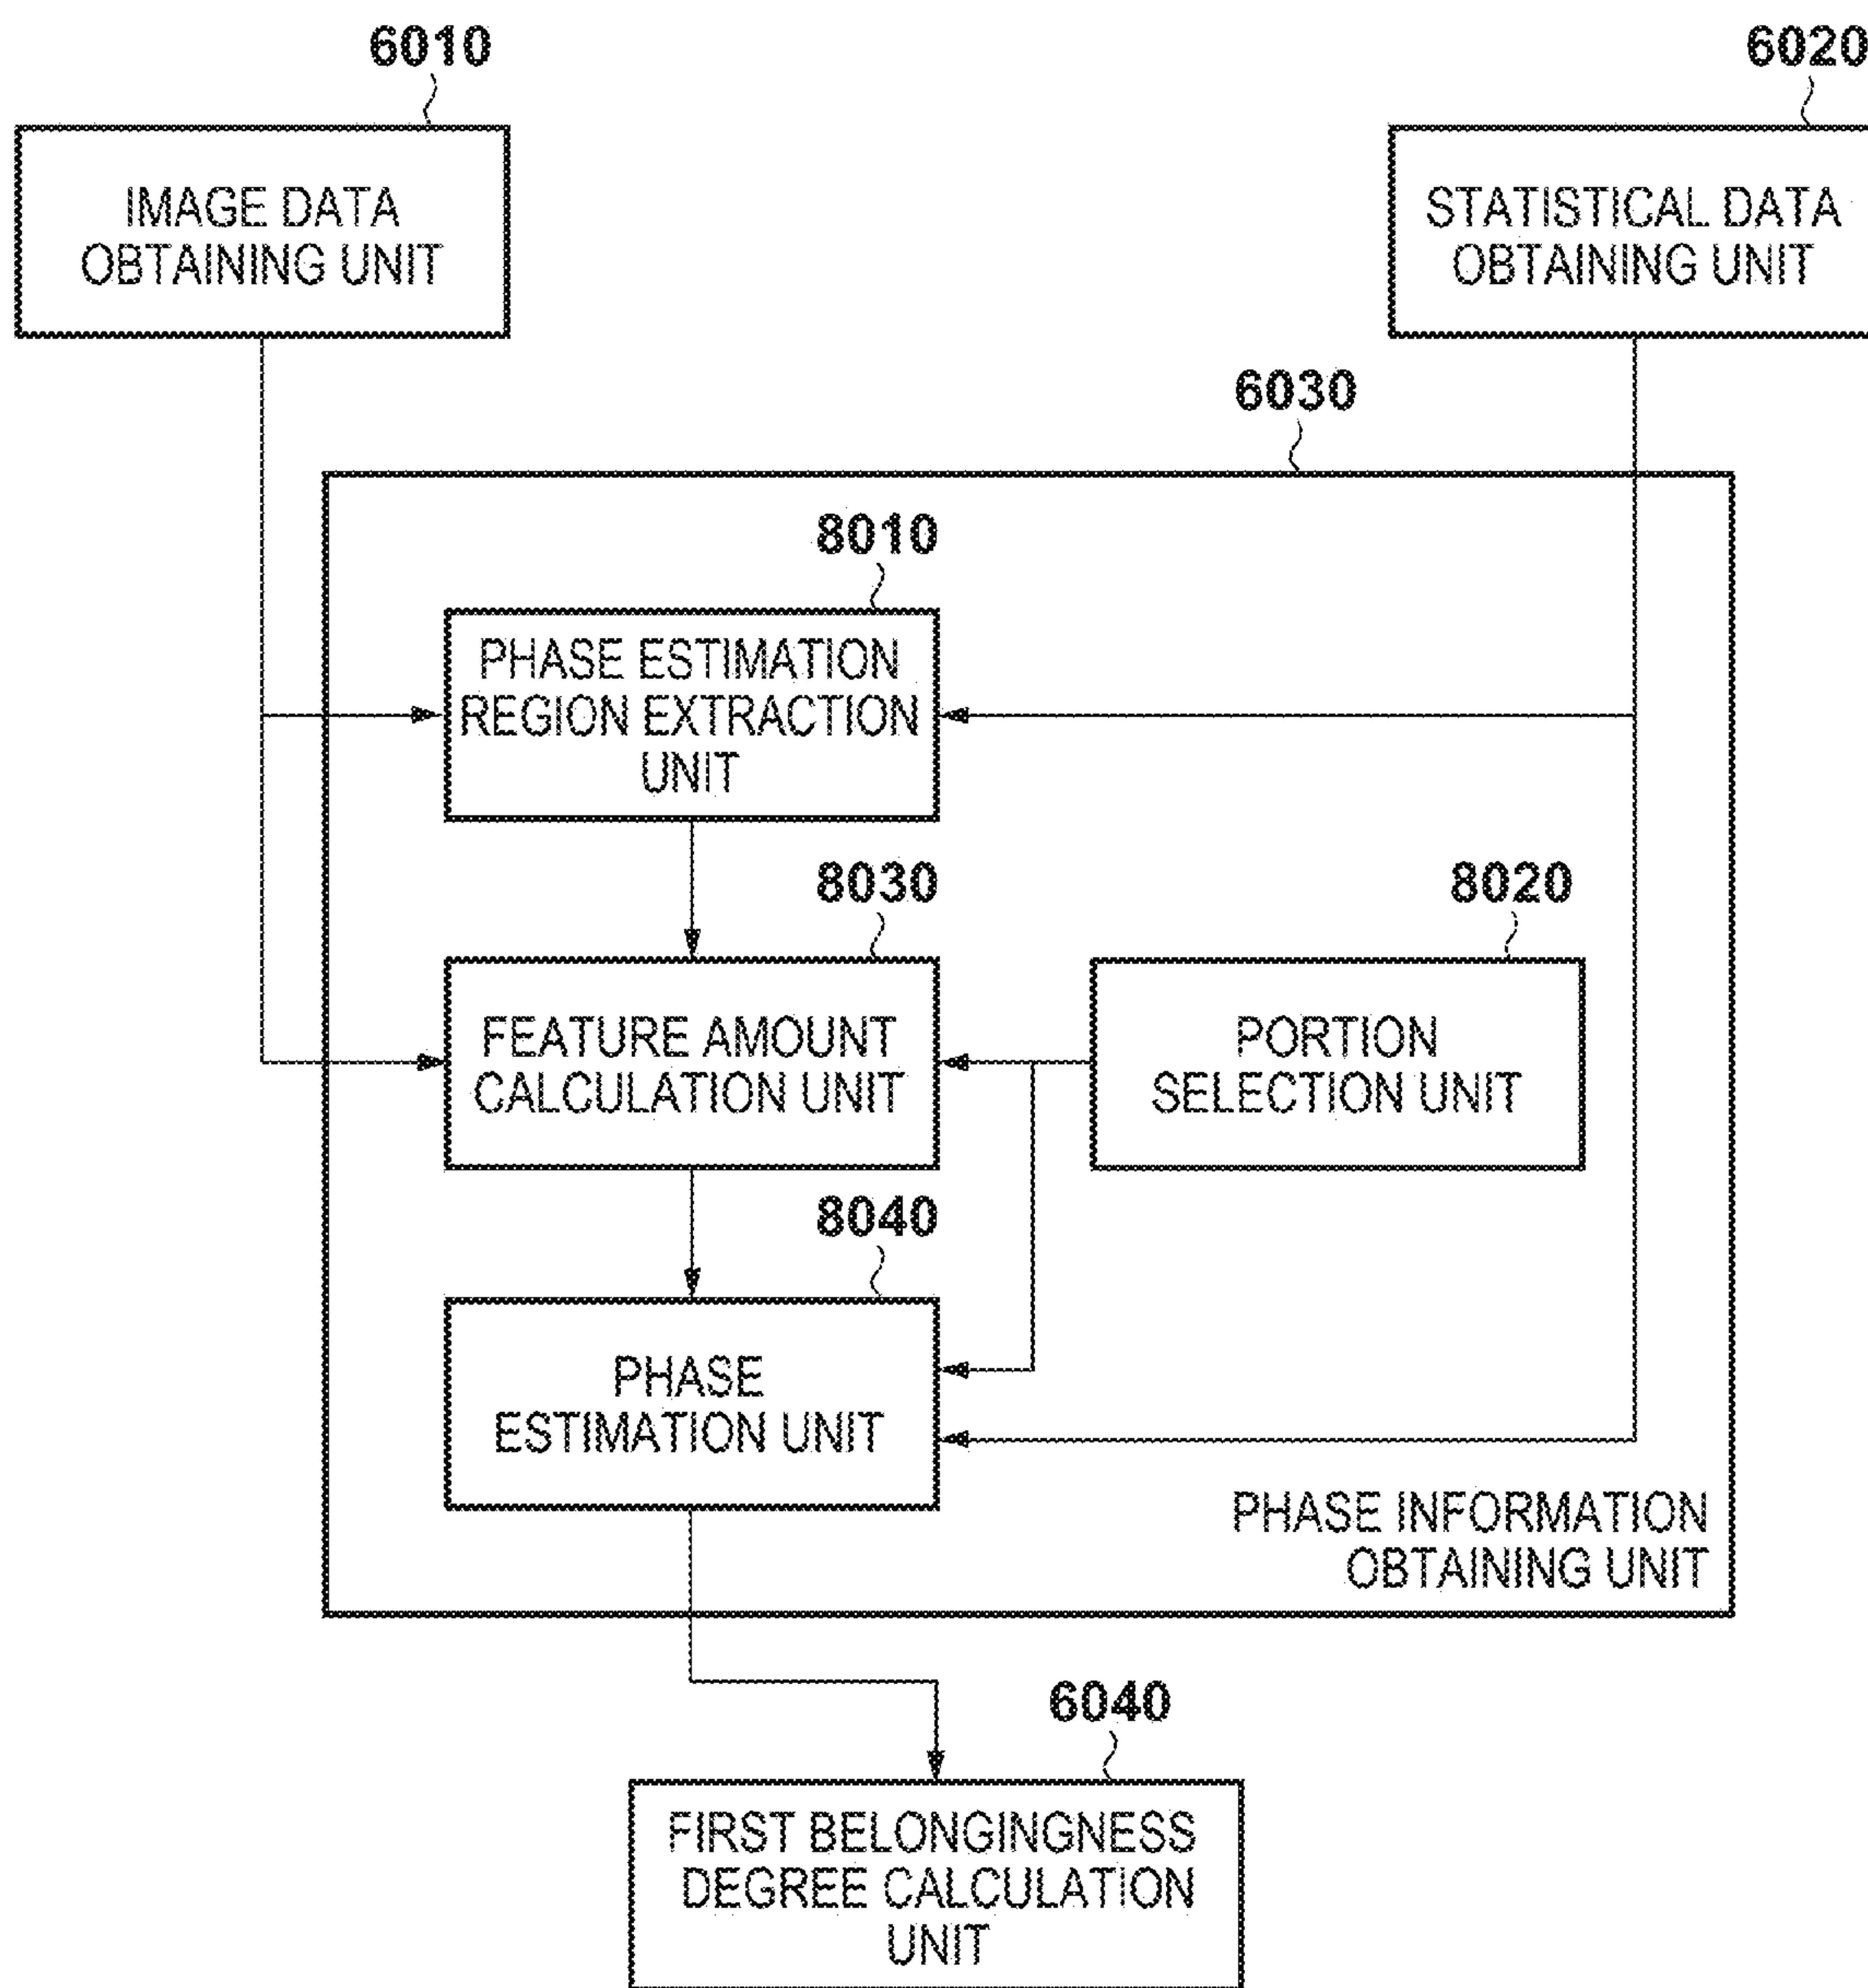 6010
6020
IMAGE DATA
OBTAINING UNIT
STATISTICAL DATA
OBTAINING UNIT
6030
8010
PHASE ESTIMATION
REGION EXTRACTION
UNIT
8030
8020
FEATURE AMOUNT
CALCULATION UNIT
PORTION
SELECTION UNIT
8040
PHASE
ESTIMATION UNIT
PHASE INFORMATION
OBTAINING UNIT
6040
FIRST BELONGINGNESS
DEGREE CALCULATION
UNIT